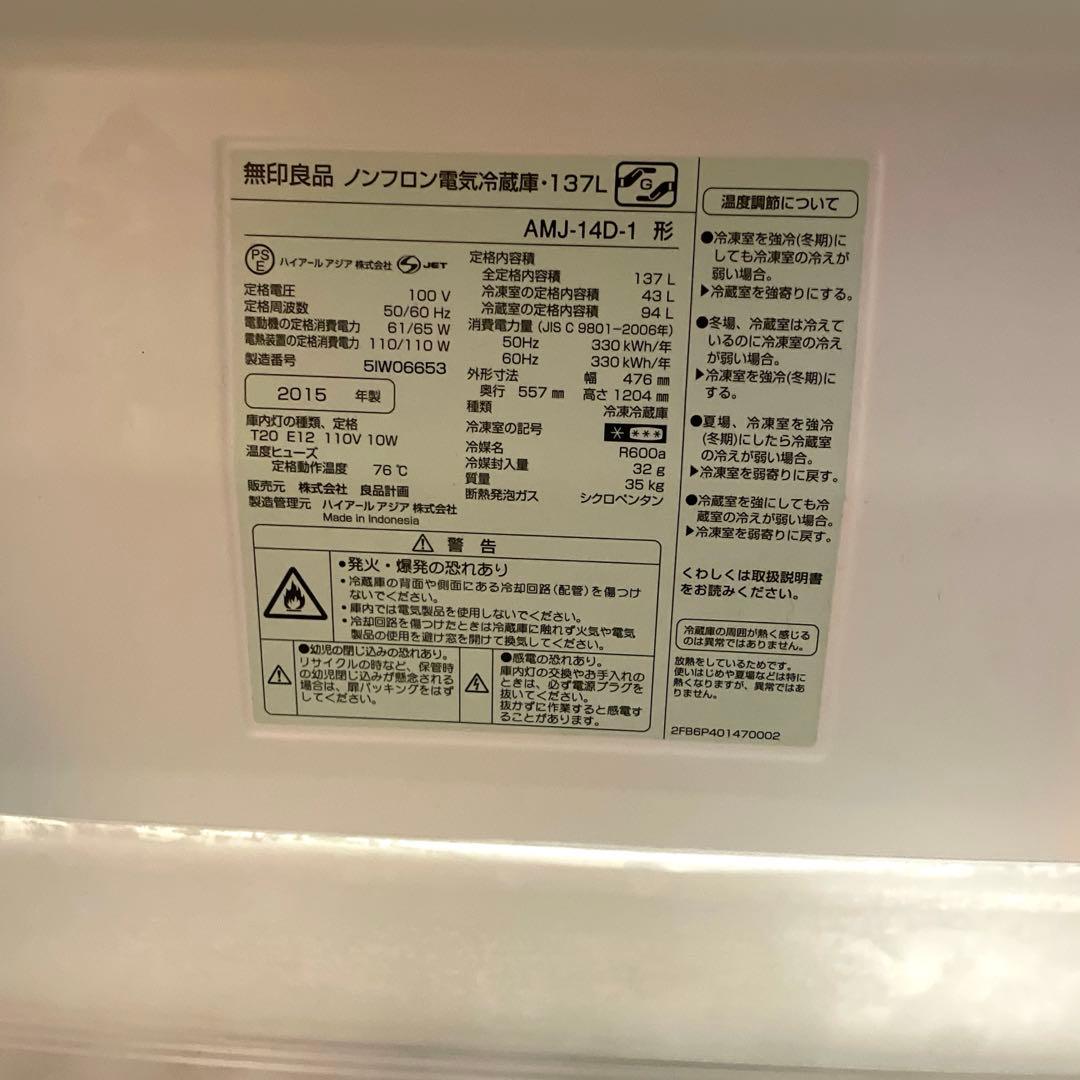 無印良品 ノンフロン電気冷蔵庫・137L
G
AMJ-14D-1 形
PS
E
ハイアール アジア 株式会社 S JET
定格電圧 100 V
定格周波数 50/60 Hz
電動機の定格消費電力 61/65 W
電熱装置の定格消費電力 110/110 W
製造番号 5IW06653
2015 年製
庫内灯の種類、定格
T20 E12 110V 10W
温度ヒューズ
定格動作温度 76 ℃
販売元 株式会社 良品計画
製造管理元 ハイアール アジア 株式会社
Made in Indonesia
定格内容積
全定格内容積 137 L
冷凍室の定格内容積 43 L
冷蔵室の定格内容積 94 L
消費電力量 (JIS C 9801-2006年)
50Hz 330 kWh/年
60Hz 330 kWh/年
外形寸法 幅 476 mm
奥行 557 mm 高さ 1204 mm
種類 冷凍冷蔵庫
冷凍室の記号 * ***
冷媒名 R600a
冷媒封入量 32 g
質量 35 kg
断熱発泡ガス シクロペンタン
⚠ 警 告
●発火・爆発の恐れあり
・冷蔵庫の背面や側面にある冷却回路(配管)を傷つけ
ないでください。
・庫内では電気製品を使用しないでください。
・冷却回路を傷つけたときは冷蔵庫に触れず火気や電気
製品の使用を避け窓を開けて換気してください。
●幼児の閉じ込みの恐れあり。
リサイクルの時など、保管時
の幼児閉じ込みが懸念される
場合は、扉パッキングをはず
してください。
●感電の恐れあり。
庫内灯の交換やお手入れの
ときは、必ず電源プラグを
抜いてください。
抜かずに作業すると感電す
ることがあります。
温度調節について
●冷凍室を強冷(冬期)に
しても冷凍室の冷えが
弱い場合。
▶冷蔵室を強寄りにする。
●冬場、冷蔵室は冷えて
いるのに冷凍室の冷え
が弱い場合。
▶冷凍室を強冷(冬期)に
する。
●夏場、冷凍室を強冷
(冬期)にしたら冷蔵室
の冷えが弱い場合。
▶冷凍室を弱寄りに戻す。
●冷蔵室を強にしても冷
蔵室の冷えが弱い場合。
▶冷凍室を弱寄りに戻す。
くわしくは取扱説明書
をお読みください。
冷蔵庫の周囲が熱く感じる
のは異常ではありません。
放熱をしているためです。
使いはじめや夏場などは特に
熱くなりますが、異常ではあ
りません。
2FB6P401470002